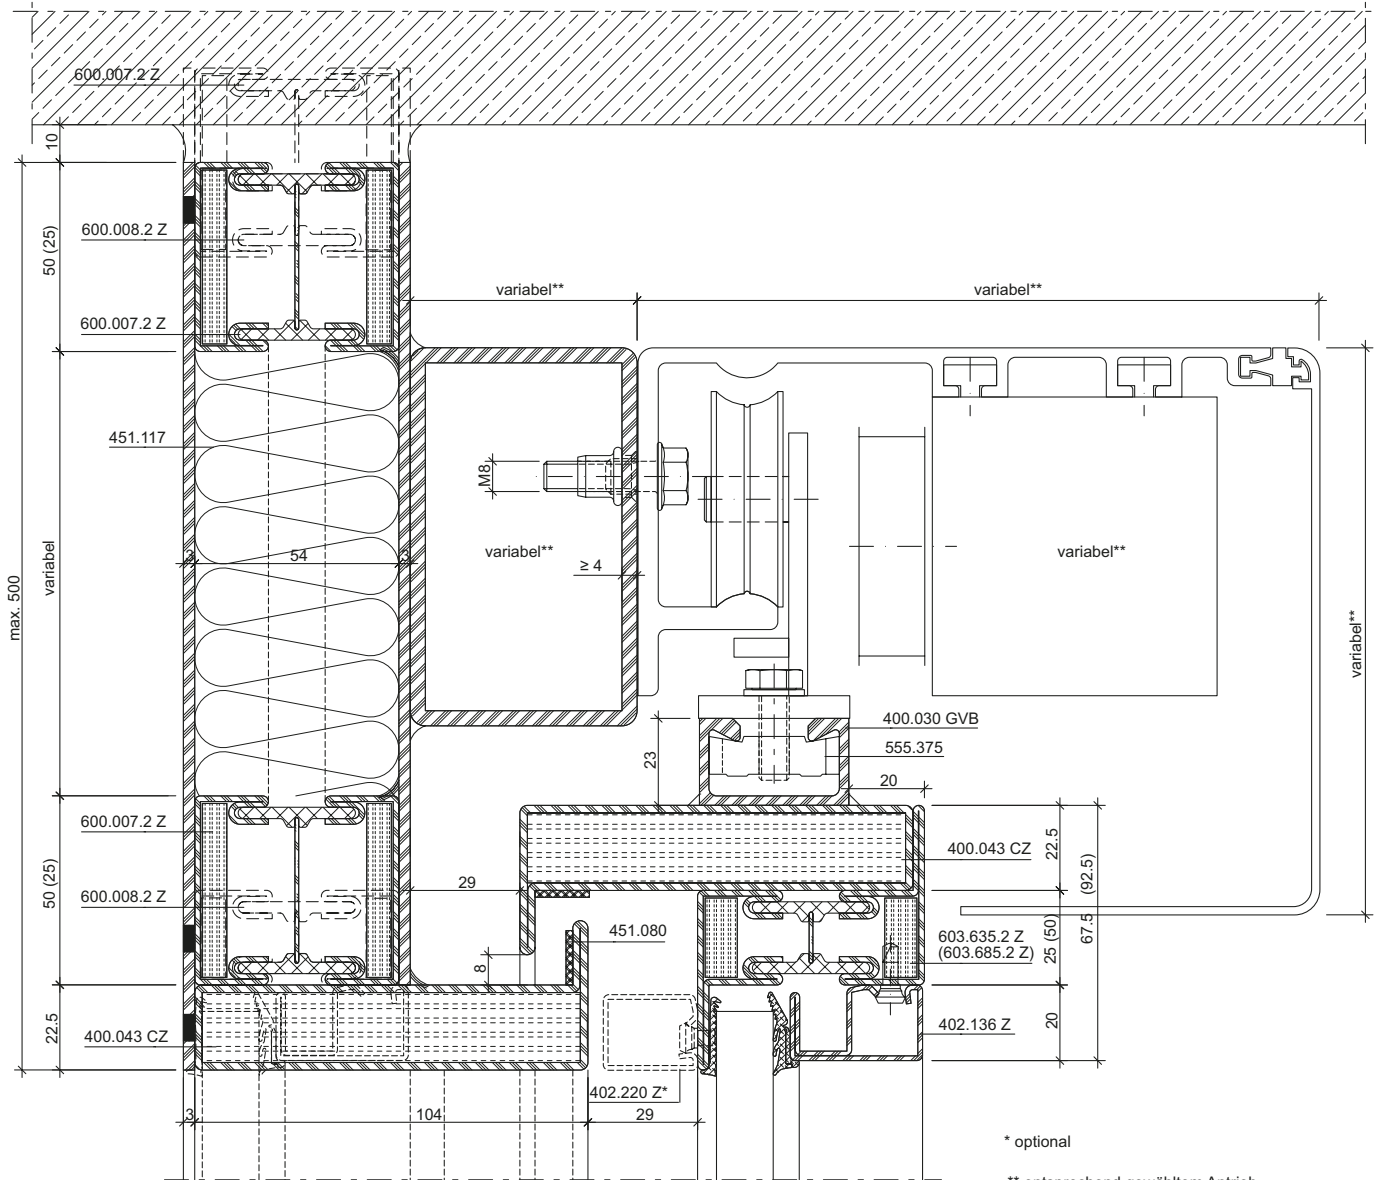 600.007.2 Z
10
50 (25)
600.008.2 Z
600.007.2 Z
variabel**
variabel**
451.117
M8
3
54
3
variabel**
≥ 4
variabel**
variabel
max. 500
variabel**
400.030 GVB
23
555.375
20
600.007.2 Z
400.043 CZ
22.5
50 (25)
29
600.008.2 Z
451.080
603.635.2 Z
(603.685.2 Z)
25 (50)
67.5 (92.5)
8
22.5
400.043 CZ
402.136 Z
20
402.220 Z*
3
104
29
* optional
** entsprechend gewähltem Antrieb